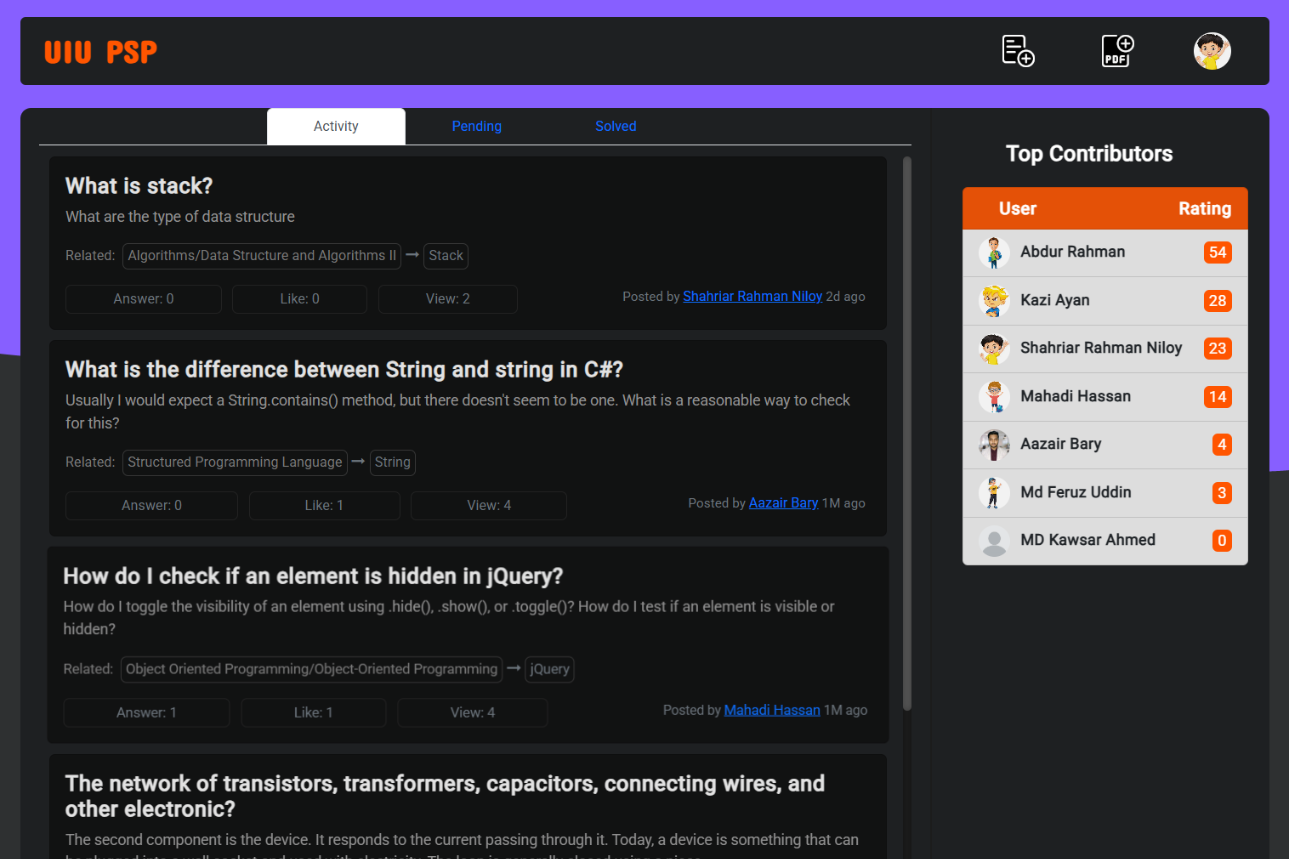 UIU PSP
PDF
Activity
Pending
Solved
What is stack?
What are the type of data structure
Related: Algorithms/Data Structure and Algorithms II → Stack
Answer: 0
Like: 0
View: 2
Posted by Shahriar Rahman Niloy 2d ago
What is the difference between String and string in C#?
Usually I would expect a String.contains() method, but there doesn't seem to be one. What is a reasonable way to check
for this?
Related: Structured Programming Language → String
Answer: 0
Like: 1
View: 4
Posted by Aazair Bary 1M ago
How do I check if an element is hidden in jQuery?
How do I toggle the visibility of an element using .hide(), .show(), or .toggle()? How do I test if an element is visible or
hidden?
Related: Object Oriented Programming/Object-Oriented Programming → jQuery
Answer: 1
Like: 1
View: 4
Posted by Mahadi Hassan 1M ago
The network of transistors, transformers, capacitors, connecting wires, and
other electronic?
The second component is the device. It responds to the current passing through it. Today, a device is something that can
Top Contributors
User Rating
Abdur Rahman 54
Kazi Ayan 28
Shahriar Rahman Niloy 23
Mahadi Hassan 14
Aazair Bary 4
Md Feruz Uddin 3
MD Kawsar Ahmed 0